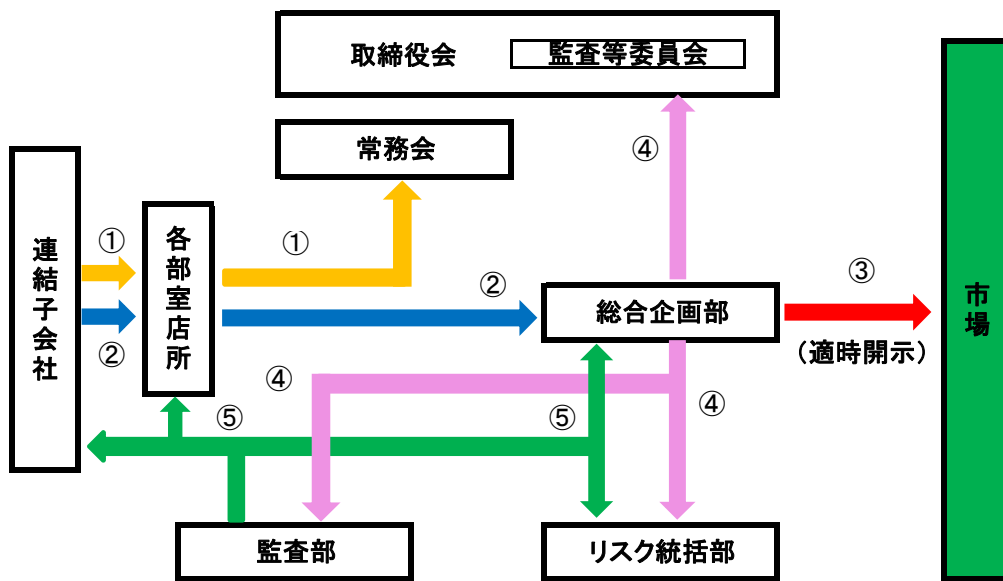 取締役会
監査等委員会
常務会
④
連結子会社
①
各部室店所
①
②
②
総合企画部
③
（適時開示）
市場
④
④
⑤
⑤
監査部
リスク統括部